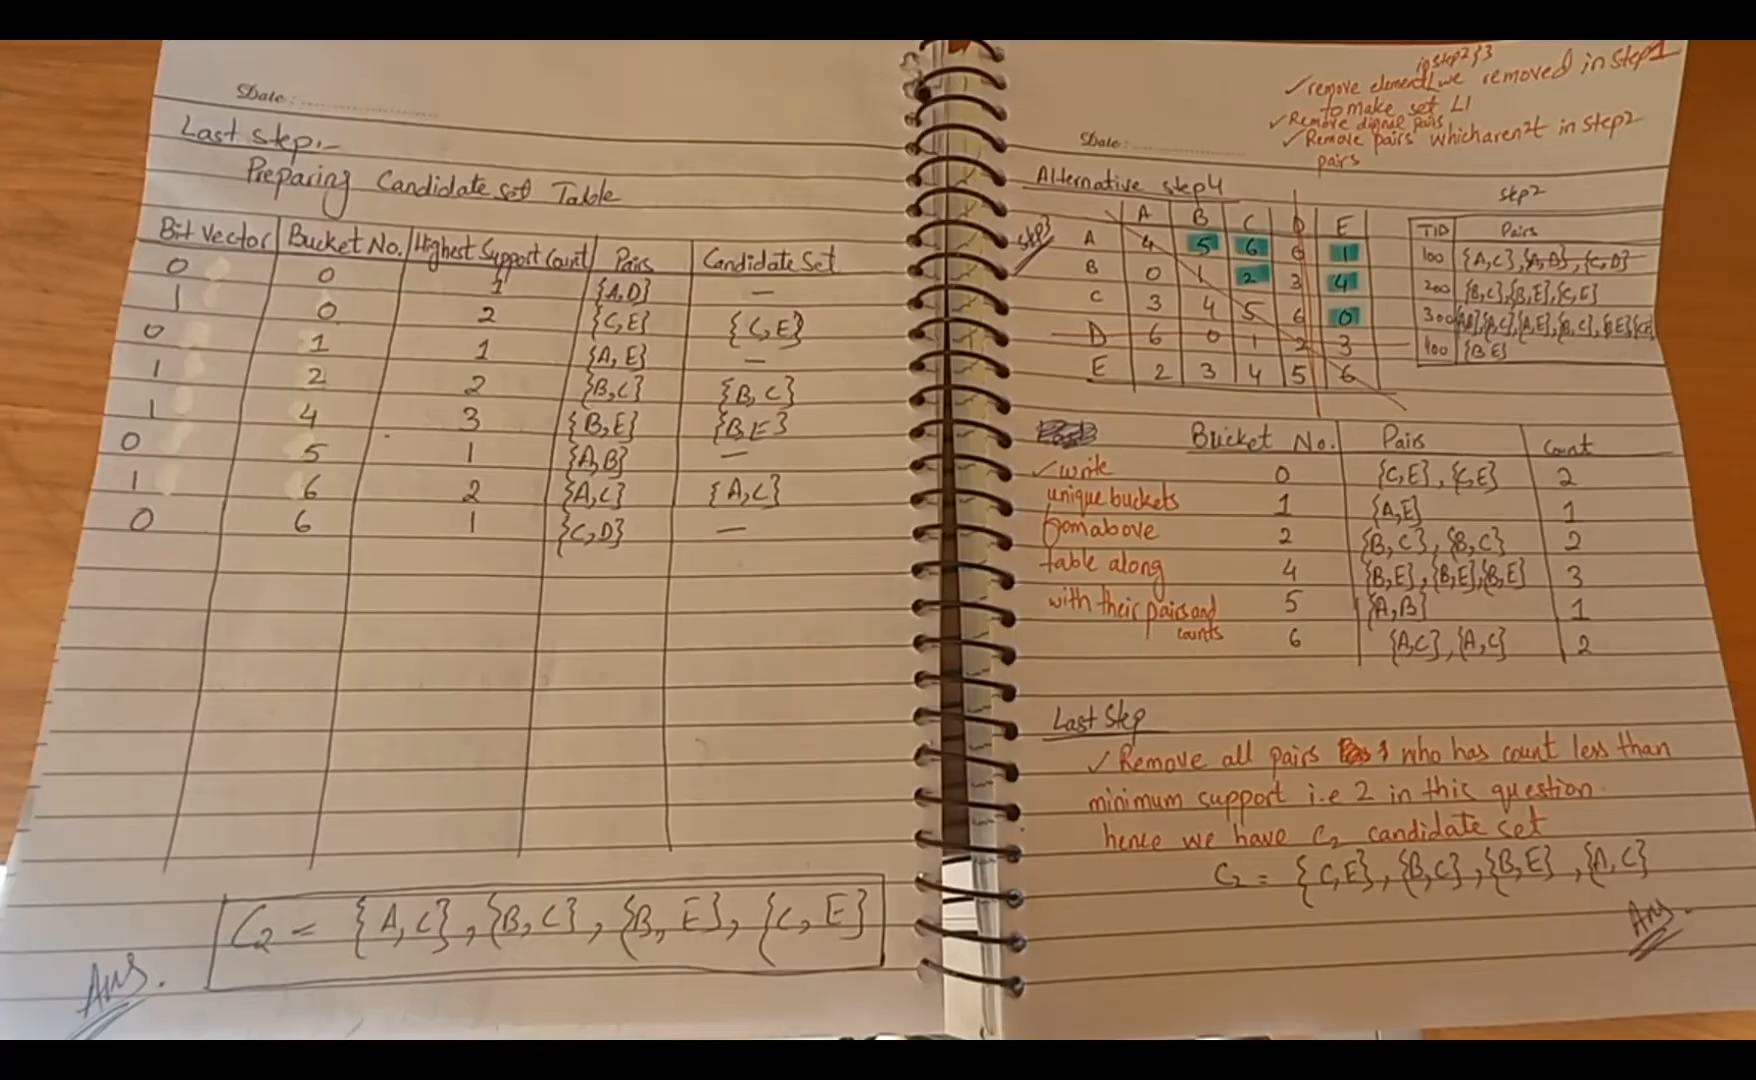 Date:
Last step:-
Preparing Candidate set Table
Bit Vector Bucket No. Highest Support Count Pairs Candidate Set
0 0 1 {A,D} —
1 0 2 {C,E} {C,E}
0 1 1 {A,E} —
1 2 2 {B,C} {B,C}
1 4 3 {B,E} {B,E}
0 5 1 {A,B} —
1 6 2 {A,C} {A,C}
0 6 1 {C,D} —
C2 = {A,C}, {B,C}, {B,E}, {C,E}
Ans.
in step2 & 3
✓remove element we removed in step1
to make set L1
✓Remove pairs
✓Remove pairs which aren't in step2
pairs
Date:
Alternative step4
step3
A B C D E
A 4 5 6 0 1
B 0 1 2 3 4
C 3 4 5 6 0
D 6 0 1 2 3
E 2 3 4 5 6
step2
TID Pairs
100 {A,C},{A,D},{C,D}
200 {B,C},{B,E},{C,E}
300 {A,B},{A,C},{A,E},{B,C},{B,E},{C,E}
400 {B,E}
Bucket No. Pairs Count
0 {C,E}, {C,E} 2
1 {A,E} 1
2 {B,C}, {B,C} 2
4 {B,E}, {B,E},{B,E} 3
5 {A,B} 1
6 {A,C}, {A,C} 2
✓write
unique buckets
from above
table along
with their pairs and
counts
Last Step
✓Remove all pairs who has count less than
minimum support i.e 2 in this question.
hence we have C2 candidate set
C2 = {C,E}, {B,C}, {B,E}, {A,C}
Ans.